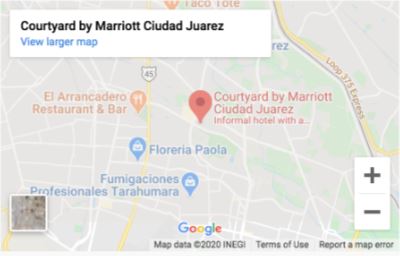 Taco Tote
Courtyard by Marriott Ciudad Juarez
View larger map
Loop 375 Express
45
El Arrancadero
Restaurant & Bar
Courtyard by Marriott
Ciudad Juarez
Informal hotel with a...
Floreria Paola
Fumigaciones
Profesionales Tarahumara
+
−
Google
Map data ©2020 INEGI Terms of Use Report a map error